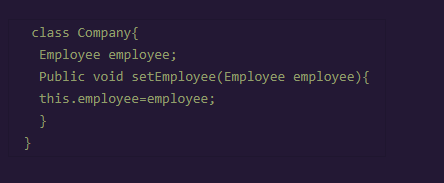 class Company{
Employee employee;
Public void setEmployee(Employee employee){
this.employee=employee;
}
}